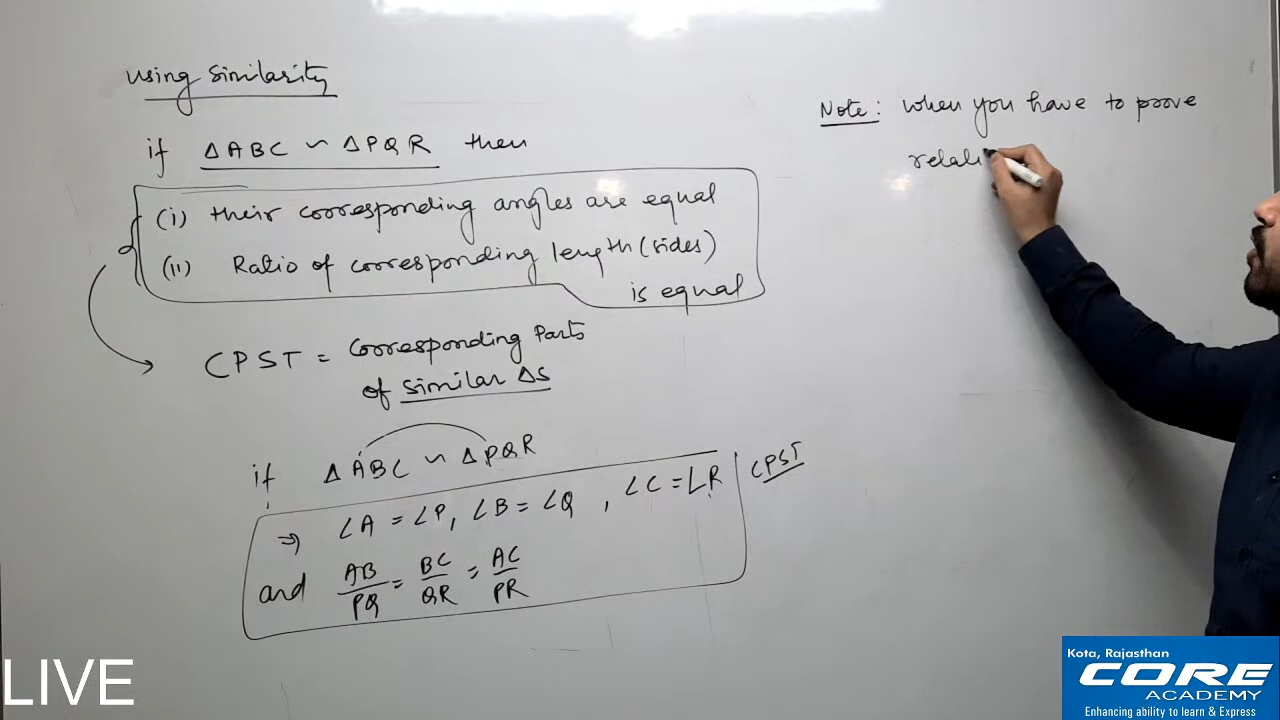 using Similarity
if ΔABC ~ ΔPQR then
(i) their corresponding angles are equal
(ii) Ratio of corresponding length (sides)
is equal
CPST = Corresponding Parts
of Similar Δs
if ΔABC ~ ΔPQR
⇒ ∠A = ∠P, ∠B = ∠Q, ∠C = ∠R CPST
and AB/PQ = BC/QR = AC/PR
Note: when you have to prove
relati
LIVE
Kota, Rajasthan
CORE
ACADEMY
Enhancing ability to learn & Express